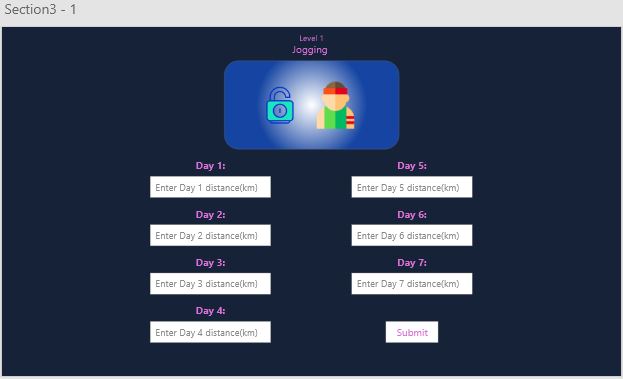 Section3 - 1
Level 1
Jogging
Day 1:
Enter Day 1 distance(km)
Day 2:
Enter Day 2 distance(km)
Day 3:
Enter Day 3 distance(km)
Day 4:
Enter Day 4 distance(km)
Day 5:
Enter Day 5 distance(km)
Day 6:
Enter Day 6 distance(km)
Day 7:
Enter Day 7 distance(km)
Submit